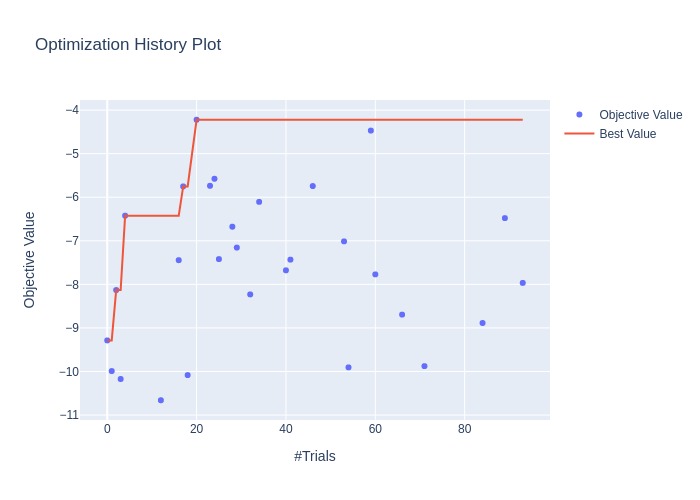 Optimization History Plot
Objective Value
Best Value
−4
−5
−6
−7
−8
−9
−10
−11
Objective Value
0
20
40
60
80
#Trials